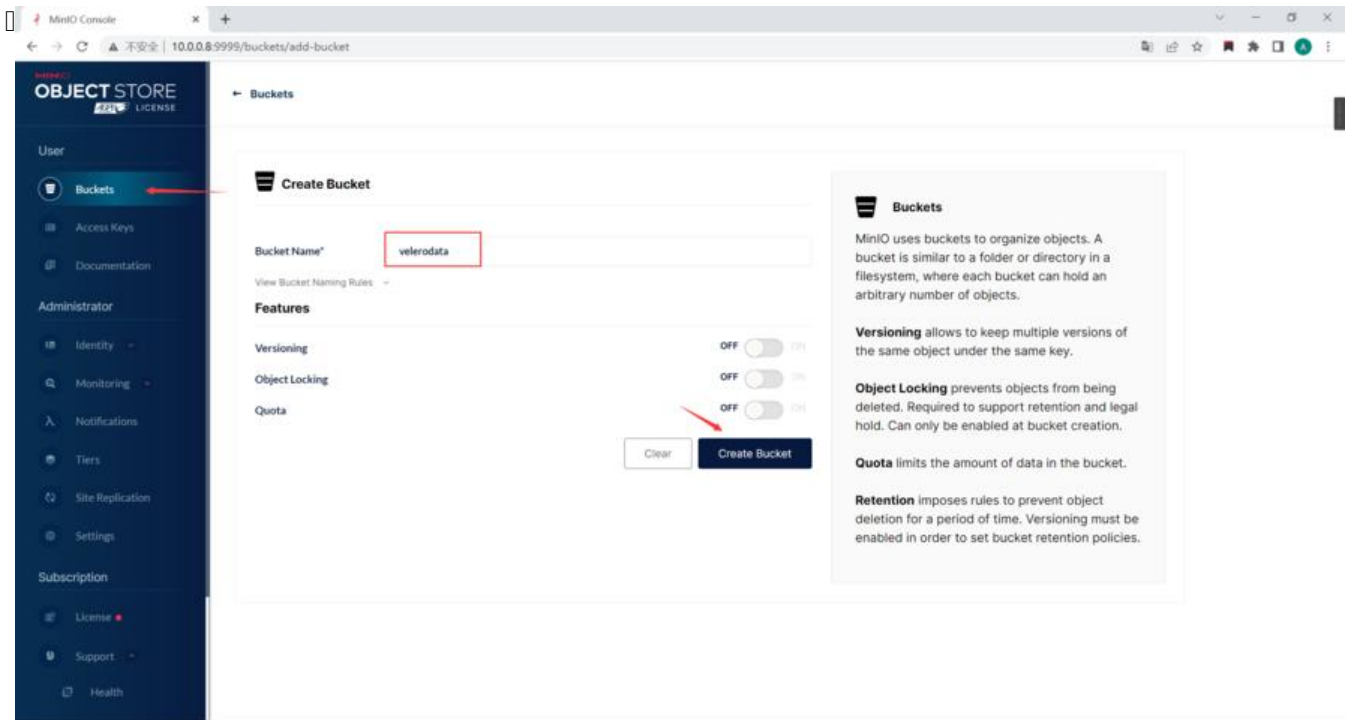 MinIO Console
不安全 | 10.0.0.8:9999/buckets/add-bucket
A
MINIO
OBJECT STORE
LICENSE
← Buckets
User
Buckets
Access Keys
Documentation
Administrator
Identity
Monitoring
Notifications
Tiers
Site Replication
Settings
Subscription
License
Support
Health
Create Bucket
Bucket Name*
velerodata
View Bucket Naming Rules
Features
Versioning
OFF
ON
Object Locking
OFF
ON
Quota
OFF
ON
Clear
Create Bucket
Buckets
MinIO uses buckets to organize objects. A
bucket is similar to a folder or directory in a
filesystem, where each bucket can hold an
arbitrary number of objects.
Versioning allows to keep multiple versions of
the same object under the same key.
Object Locking prevents objects from being
deleted. Required to support retention and legal
hold. Can only be enabled at bucket creation.
Quota limits the amount of data in the bucket.
Retention imposes rules to prevent object
deletion for a period of time. Versioning must be
enabled in order to set bucket retention policies.